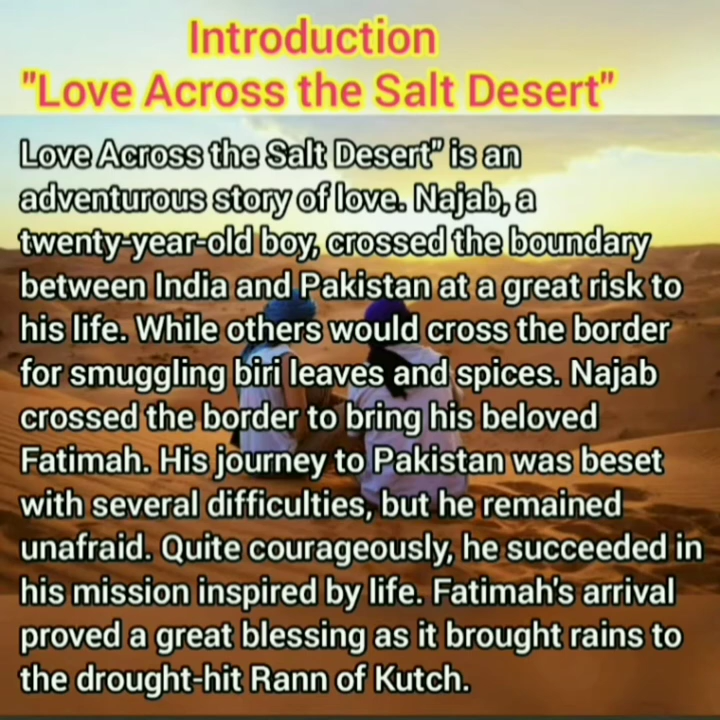 Introduction
"Love Across the Salt Desert"
Love Across the Salt Desert" is an
adventurous story of love. Najab, a
twenty-year-old boy, crossed the boundary
between India and Pakistan at a great risk to
his life. While others would cross the border
for smuggling biri leaves and spices. Najab
crossed the border to bring his beloved
Fatimah. His journey to Pakistan was beset
with several difficulties, but he remained
unafraid. Quite courageously, he succeeded in
his mission inspired by life. Fatimah's arrival
proved a great blessing as it brought rains to
the drought-hit Rann of Kutch.